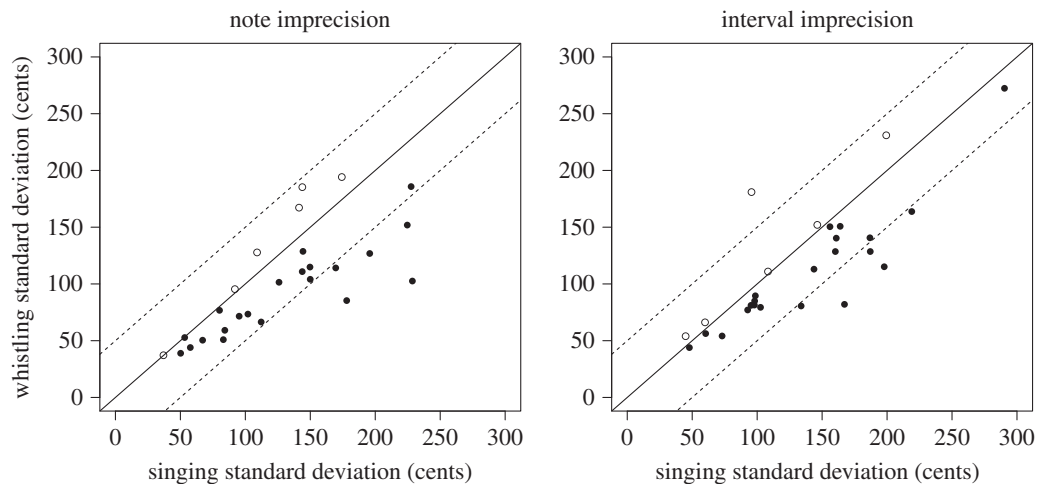 note imprecision
interval imprecision
whistling standard deviation (cents)
300
250
200
150
100
50
0
0 50 100 150 200 250 300
singing standard deviation (cents)
300
250
200
150
100
50
0
0 50 100 150 200 250 300
singing standard deviation (cents)